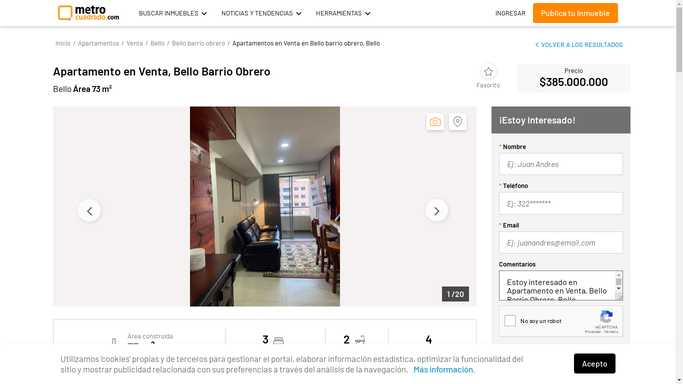 metro
cuadrado.com
BUSCAR INMUEBLES
NOTICIAS Y TENDENCIAS
HERRAMIENTAS
INGRESAR
Publica tu Inmueble
Inicio / Apartamentos / Venta / Bello / Bello barrio obrero / Apartamentos en Venta en Bello barrio obrero, Bello
VOLVER A LOS RESULTADOS
Apartamento en Venta, Bello Barrio Obrero
Bello Área 73 m²
Favorito
Precio
$385.000.000
1 / 20
¡Estoy Interesado!
* Nombre
Ej: Juan Andres
* Teléfono
Ej: 322*******
* Email
Ej: juanandres@email.com
Comentarios
Estoy interesado en
Apartamento en Venta, Bello
Barrio Obrero, Bello
No soy un robot
reCAPTCHA
Privacidad - Términos
Área construida
3
2
4
Utilizamos 'cookies' propias y de terceros para gestionar el portal, elaborar información estadística, optimizar la funcionalidad del
sitio y mostrar publicidad relacionada con sus preferencias a través del análisis de la navegación. Más información.
Acepto